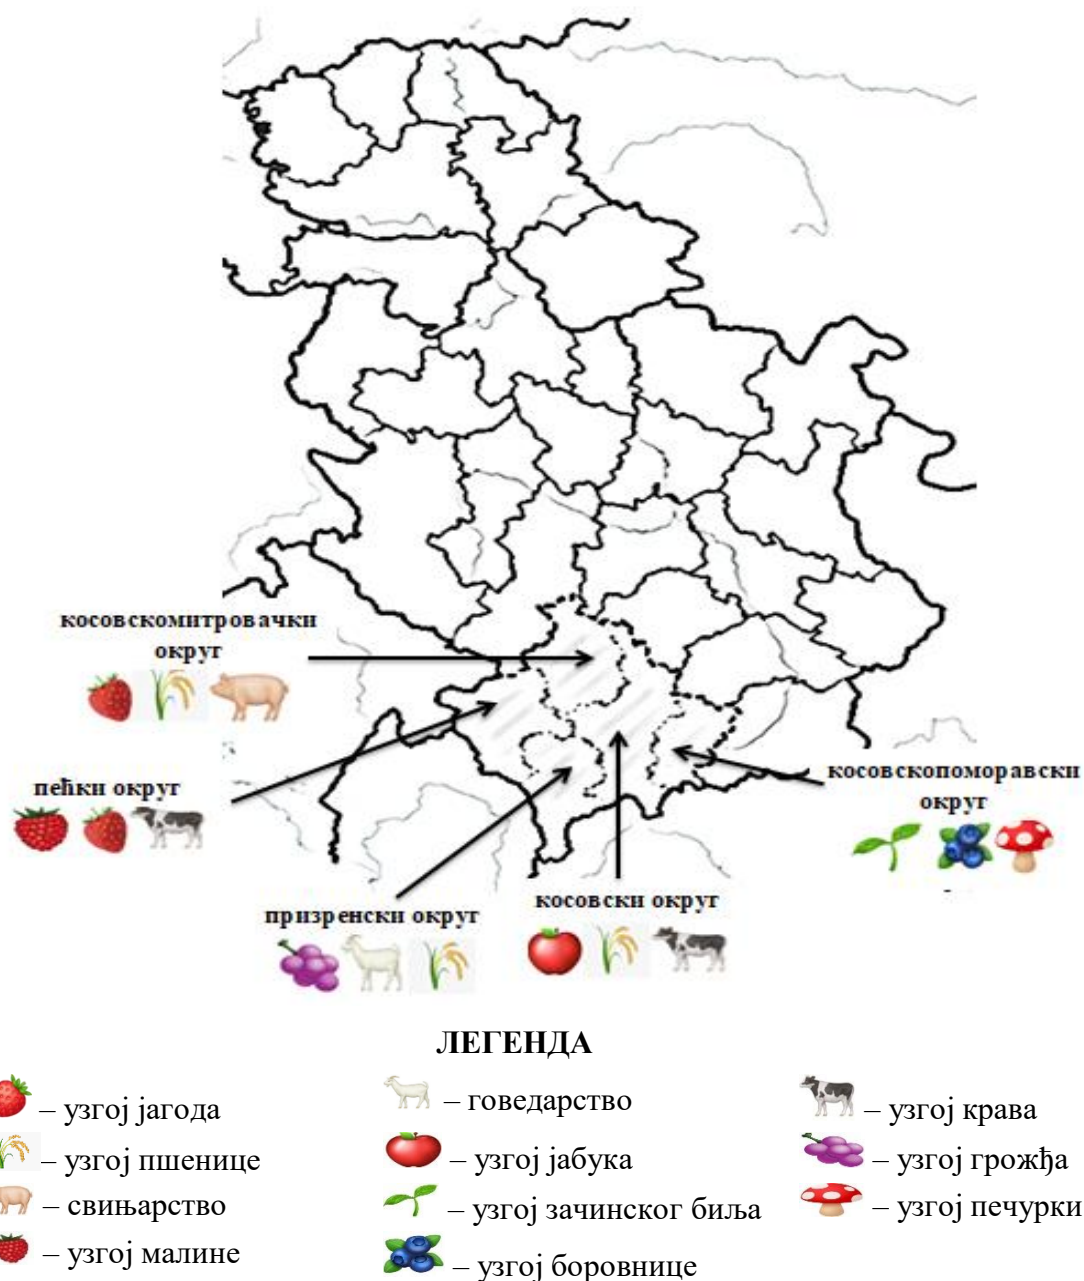 косовскомитровачки
округ
пећки округ
косовскопоморавски
округ
призренски округ
косовски округ
ЛЕГЕНДА
– узгој јагода
– говедарство
– узгој крава
– узгој пшенице
– узгој јабука
– узгој грожђа
– свињарство
– узгој зачинског биља
– узгој печурки
– узгој малине
– узгој боровнице